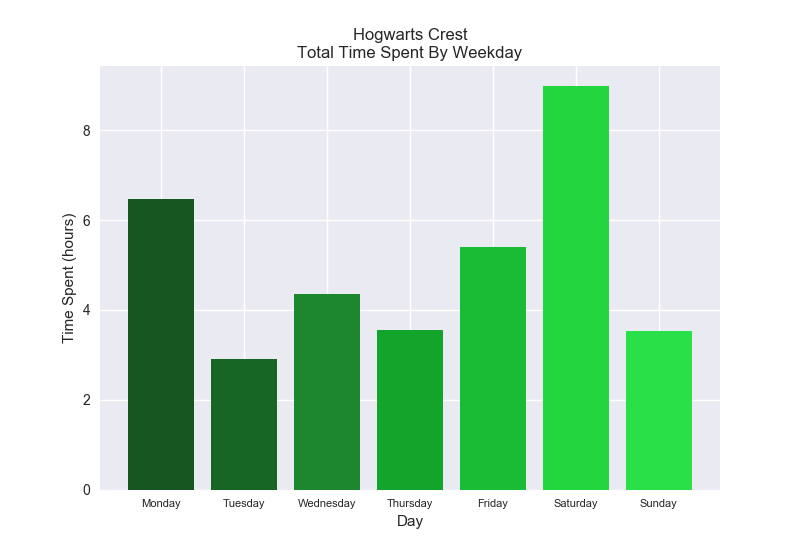 Hogwarts Crest
Total Time Spent By Weekday
Time Spent (hours)
8
6
4
2
0
Monday Tuesday Wednesday Thursday Friday Saturday Sunday
Day